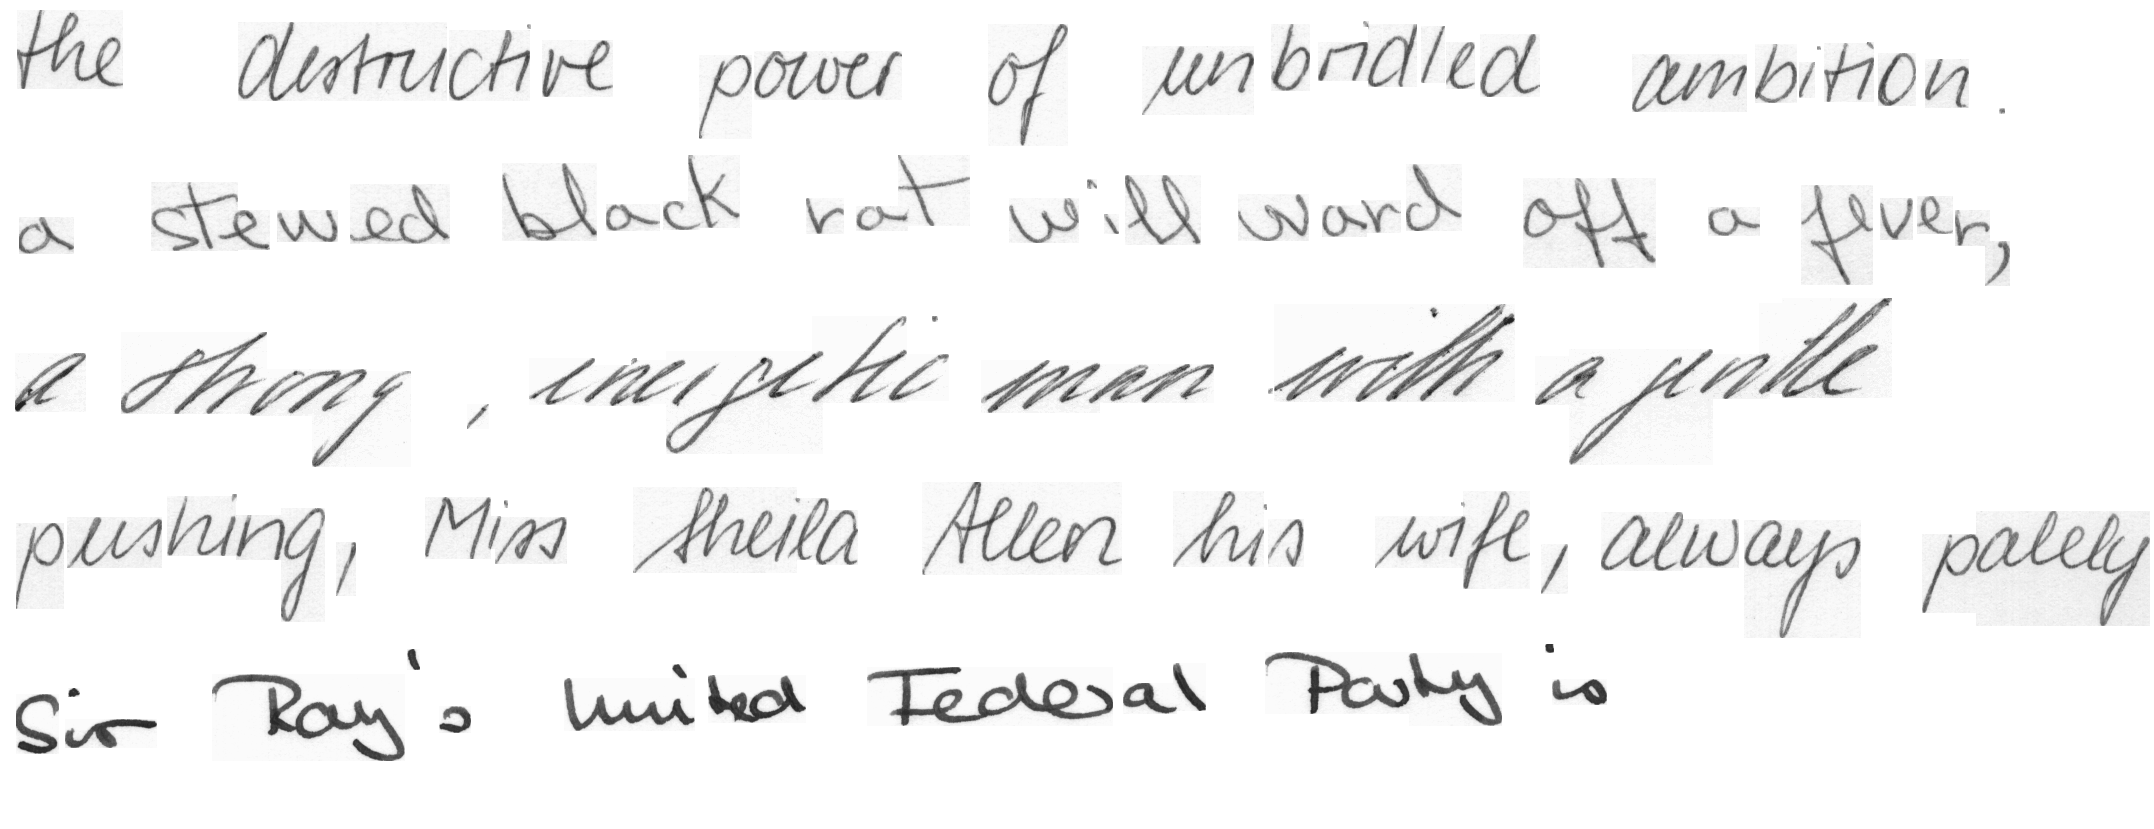 the destructive power of unbridled ambition.
a stewed black rat will ward off a fever,
a strong, energetic man with a gentle
pushing, Miss Sheila Allen his wife, always palely
Sir Ray's United Federal Party is